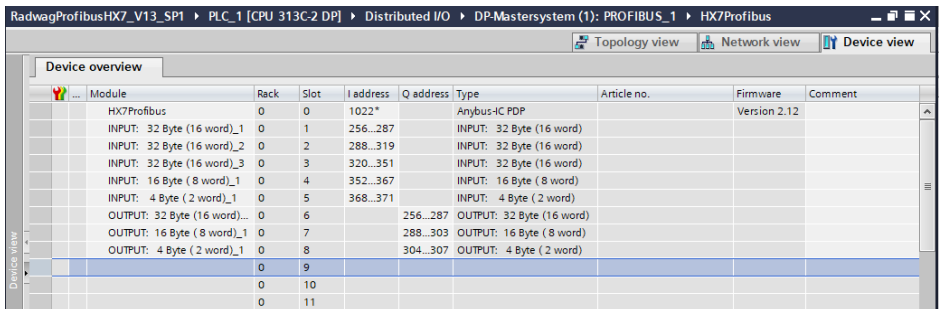 RadwagProfibusHX7_V13_SP1 ▸ PLC_1 [CPU 313C-2 DP] ▸ Distributed I/O ▸ DP-Mastersystem (1): PROFIBUS_1 ▸ HX7Profibus
Topology view Network view Device view
Device overview
... Module Rack Slot I address Q address Type Article no. Firmware Comment
HX7Profibus 0 0 1022* Anybus-IC PDP Version 2.12
INPUT: 32 Byte (16 word)_1 0 1 256...287 INPUT: 32 Byte (16 word)
INPUT: 32 Byte (16 word)_2 0 2 288...319 INPUT: 32 Byte (16 word)
INPUT: 32 Byte (16 word)_3 0 3 320...351 INPUT: 32 Byte (16 word)
INPUT: 16 Byte ( 8 word)_1 0 4 352...367 INPUT: 16 Byte ( 8 word)
INPUT: 4 Byte ( 2 word)_1 0 5 368...371 INPUT: 4 Byte ( 2 word)
OUTPUT: 32 Byte (16 word)... 0 6 256...287 OUTPUT: 32 Byte (16 word)
OUTPUT: 16 Byte ( 8 word)_1 0 7 288...303 OUTPUT: 16 Byte ( 8 word)
OUTPUT: 4 Byte ( 2 word)_1 0 8 304...307 OUTPUT: 4 Byte ( 2 word)
0 9
0 10
0 11
Device view